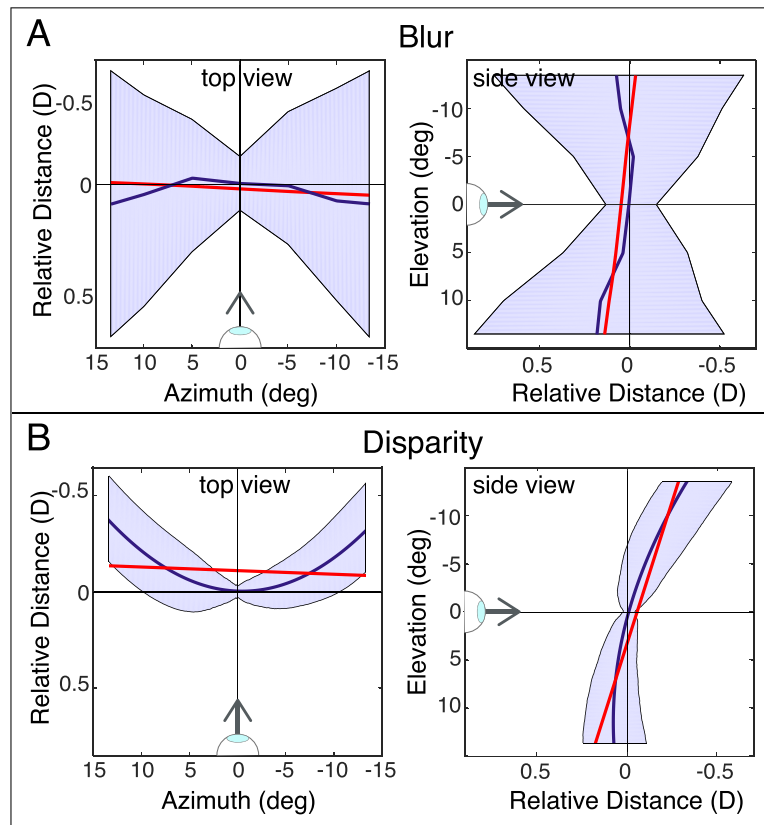 A
Blur
top view
-0.5
0
0.5
Relative Distance (D)
15 10 5 0 -5 -10 -15
Azimuth (deg)
side view
-10
-5
0
5
10
Elevation (deg)
0.5 0 -0.5
Relative Distance (D)
B
Disparity
top view
-0.5
0
0.5
Relative Distance (D)
15 10 5 0 -5 -10 -15
Azimuth (deg)
side view
-10
-5
0
5
10
Elevation (deg)
0.5 0 -0.5
Relative Distance (D)